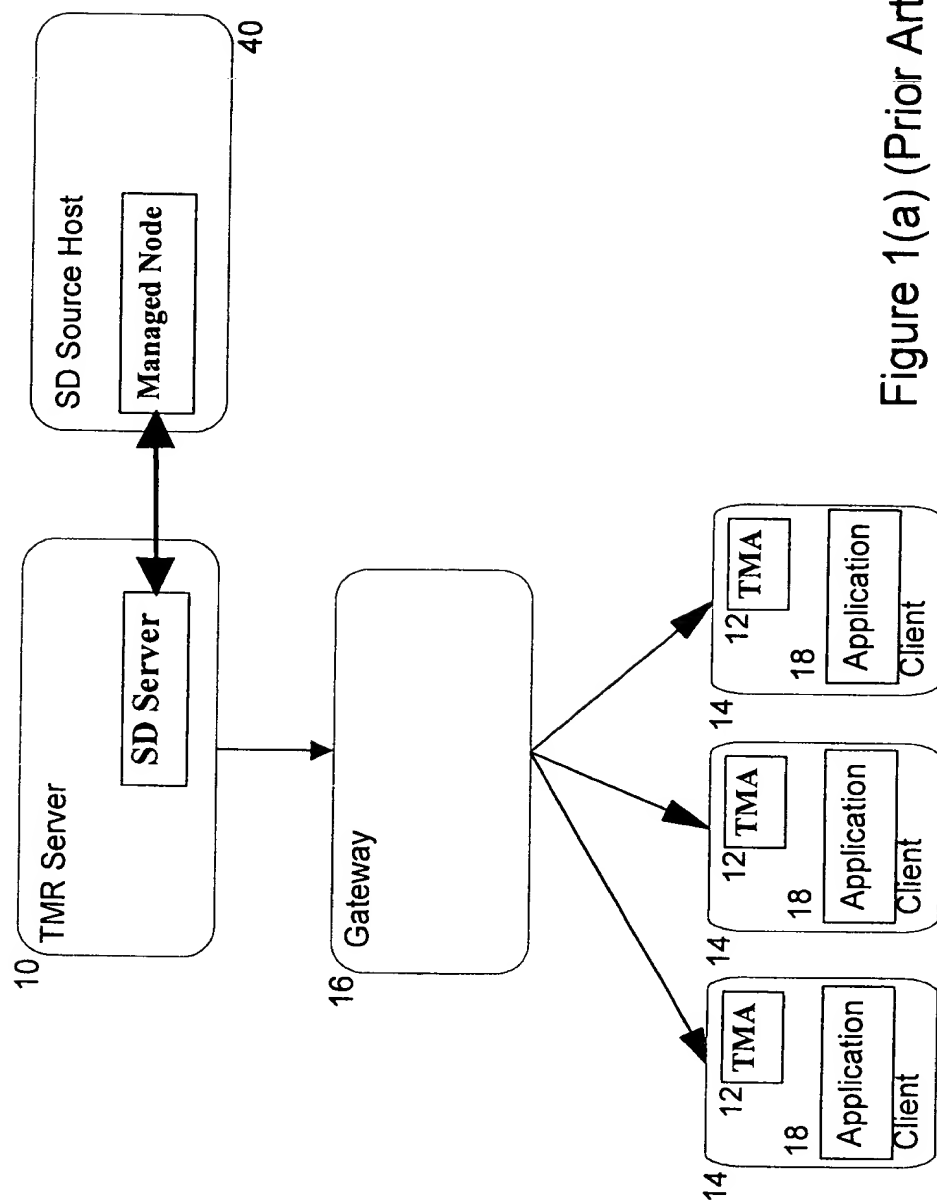 10
TMR Server
SD Server
SD Source Host
Managed Node
40
16
Gateway
14
12
TMA
18
Application
Client
14
12
TMA
18
Application
Client
14
12
TMA
18
Application
Client
Figure 1(a) (Prior Art